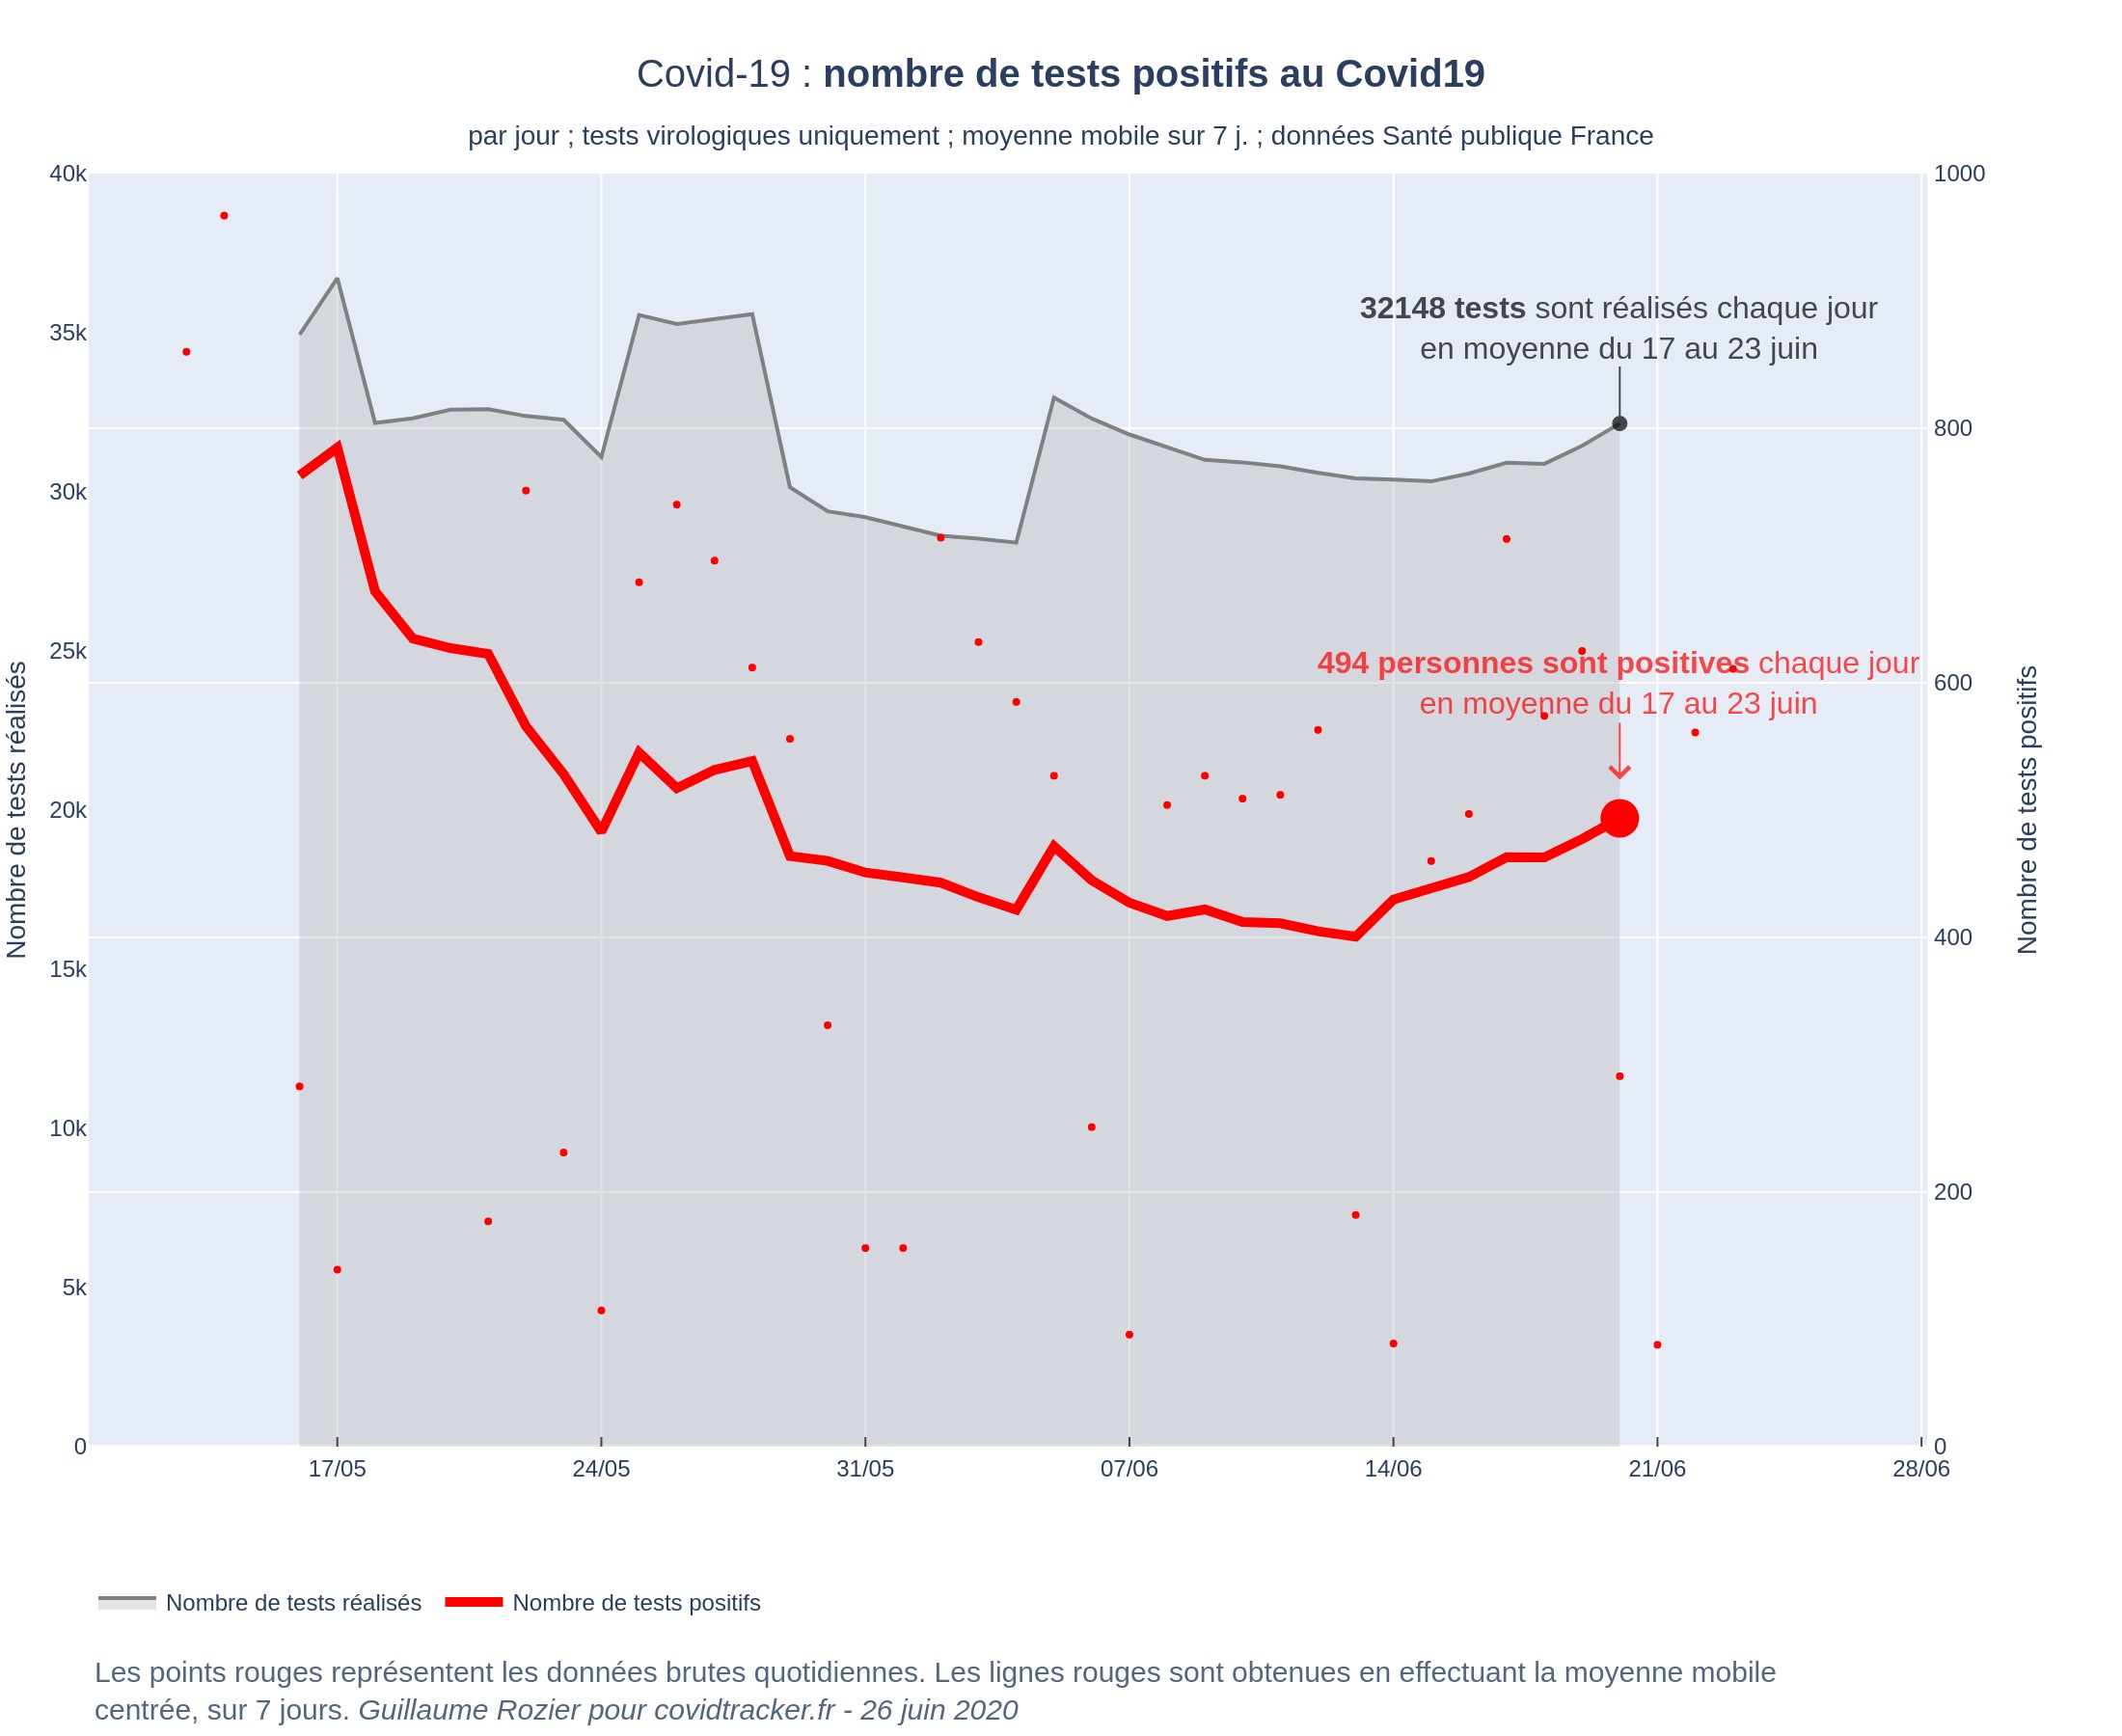 Covid-19 : nombre de tests positifs au Covid19
par jour ; tests virologiques uniquement ; moyenne mobile sur 7 j. ; données Santé publique France
40k
35k
30k
25k
20k
15k
10k
5k
0
Nombre de tests réalisés
32148 tests sont réalisés chaque jour
en moyenne du 17 au 23 juin
494 personnes sont positives chaque jour
en moyenne du 17 au 23 juin
1000
800
600
400
200
0
Nombre de tests positifs
17/05 24/05 31/05 07/06 14/06 21/06 28/06
Nombre de tests réalisés Nombre de tests positifs
Les points rouges représentent les données brutes quotidiennes. Les lignes rouges sont obtenues en effectuant la moyenne mobile
centrée, sur 7 jours. Guillaume Rozier pour covidtracker.fr - 26 juin 2020